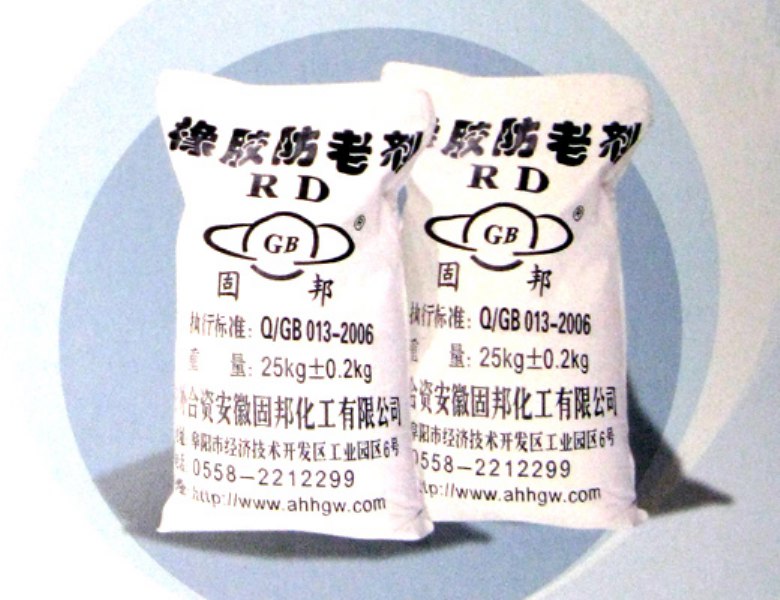 橡胶防老剂
RD
®
GB
固邦
执行标准: Q/GB 013-2006
重量: 25kg±0.2kg
合资安徽固邦化工有限公司
阜阳市经济技术开发区工业园区6号
0558-2212299
http://www.ahhgw.com
胶防老剂
RD
®
GB
固邦
执行标准: Q/GB 013-2006
量: 25kg±0.2kg
合资安徽固邦化工有限公司
阜阳市经济技术开发区工业园区6号
0558-2212299
http://www.ahhgw.com